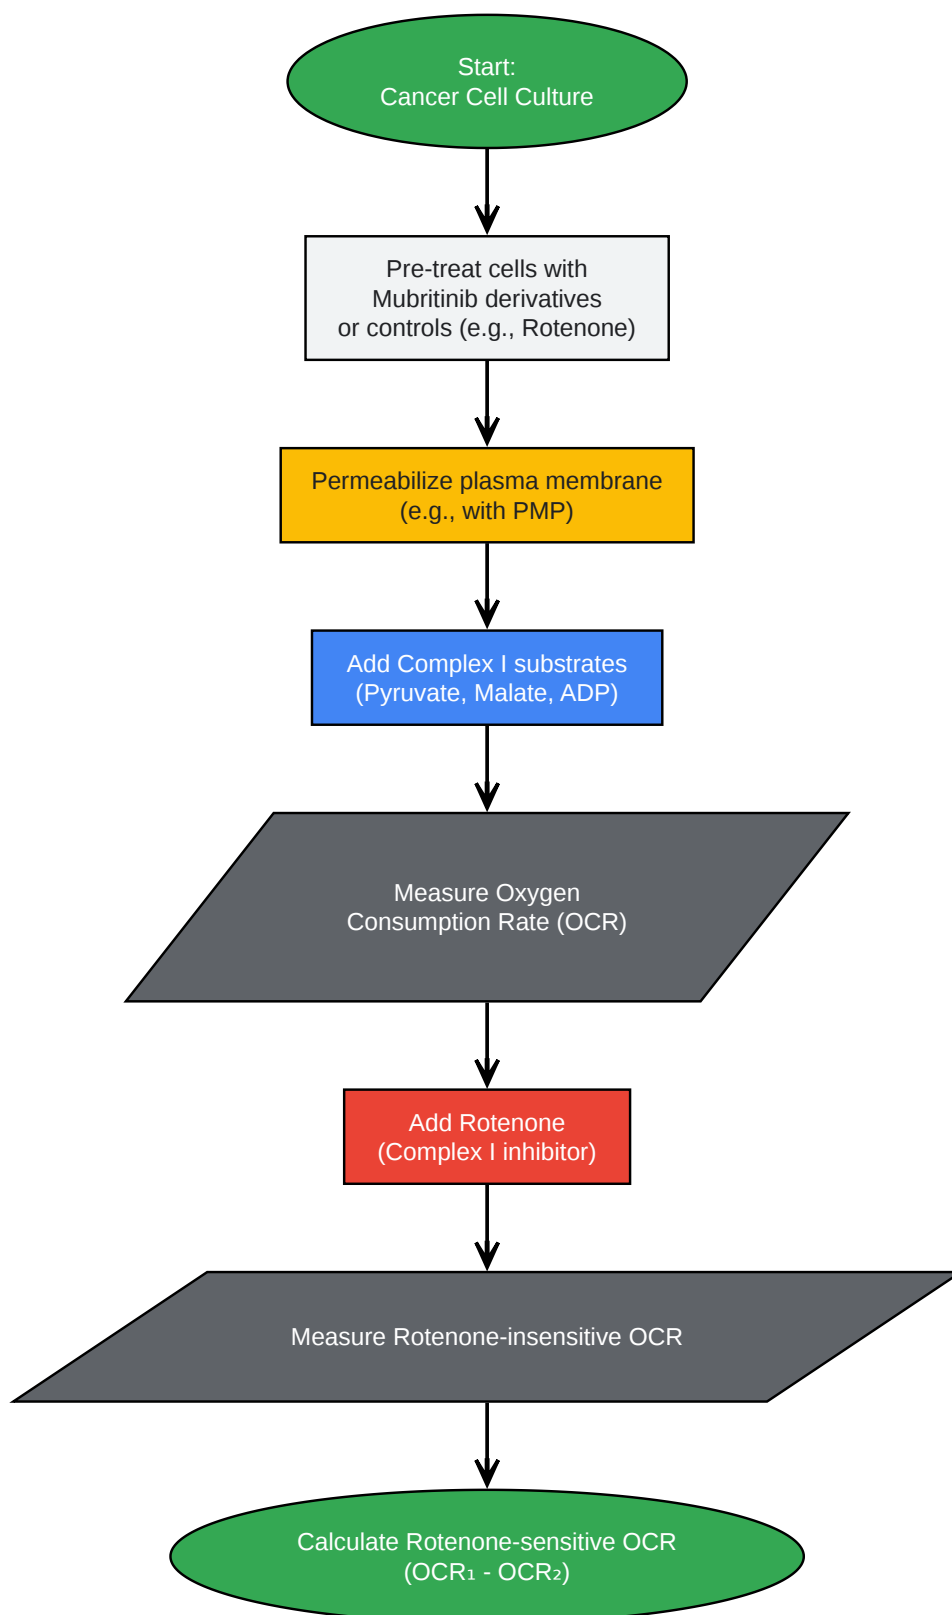 Start:
Cancer Cell Culture
Pre-treat cells with
Mubritinib derivatives
or controls (e.g., Rotenone)
Permeabilize plasma membrane
(e.g., with PMP)
Add Complex I substrates
(Pyruvate, Malate, ADP)
Measure Oxygen
Consumption Rate (OCR)
Add Rotenone
(Complex I inhibitor)
Measure Rotenone-insensitive OCR
Calculate Rotenone-sensitive OCR
(OCR₁ - OCR₂)